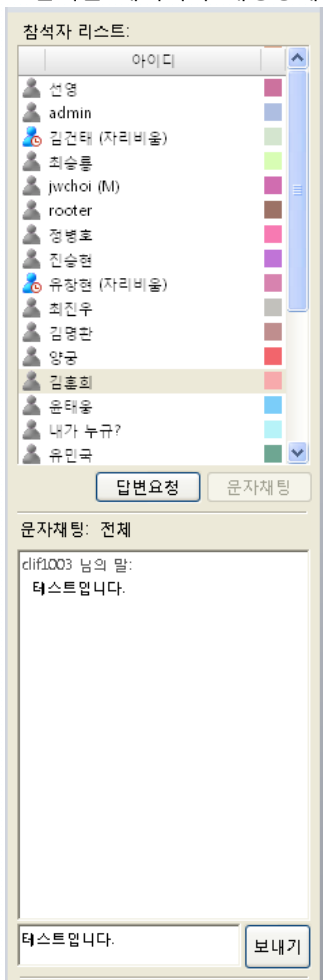 참석자 리스트:
아이디
선영
admin
김건태 (자리비움)
최승룡
jwchoi (M)
rooter
정병호
진승현
유창현 (자리비움)
최진우
김명환
양궁
김홍희
윤태웅
내가 누규?
유민국
답변요청
문자채팅
문자채팅: 전체
clif1003 님의 말:
테스트입니다.
테스트입니다.
보내기